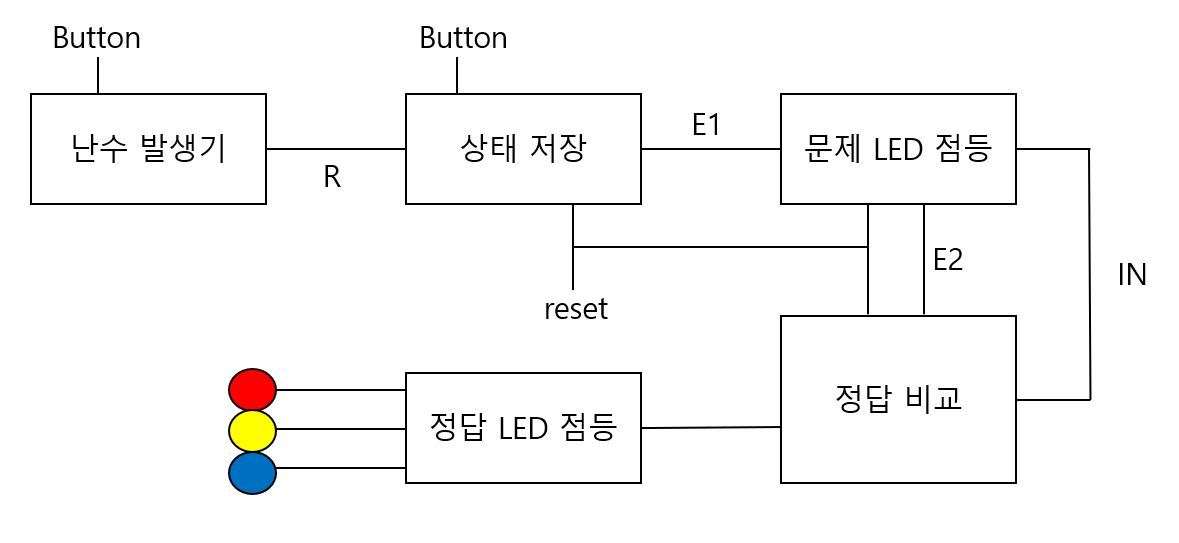 Button
Button
난수 발생기
상태 저장
문제 LED 점등
R
E1
E2
IN
reset
정답 LED 점등
정답 비교